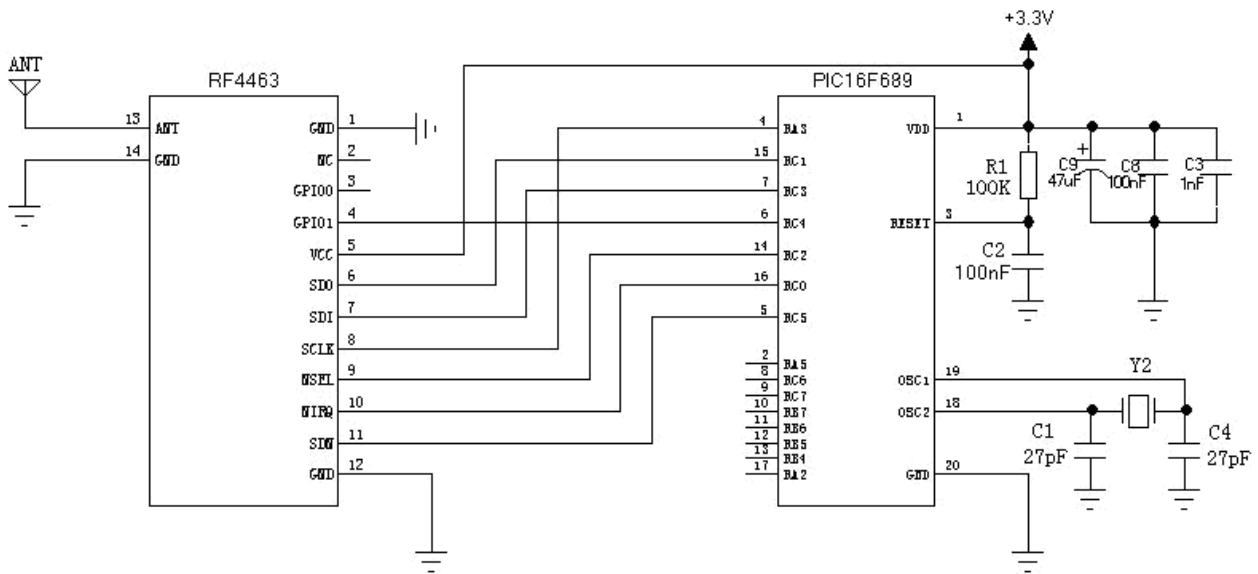 +3.3V
ANT
RF4463
PIC16F689
13
ANT
14
GND
GND
1
NC
2
GPIO0
3
GPIO1
4
VCC
5
SDO
6
SDI
7
SCLK
8
NSEL
9
NIRQ
10
SDN
11
GND
12
4
RA3
15
RC1
7
RC3
6
RC4
14
RC2
16
RC0
5
RC5
2
RA5
8
RC6
9
RC7
10
RB7
11
RB6
12
RB5
13
RB4
17
RA2
VDD
1
RESET
3
OSC1
19
OSC2
18
GND
20
R1
100K
+
C9
47uF
C8
100nF
C3
1nF
C2
100nF
Y2
C1
27pF
C4
27pF